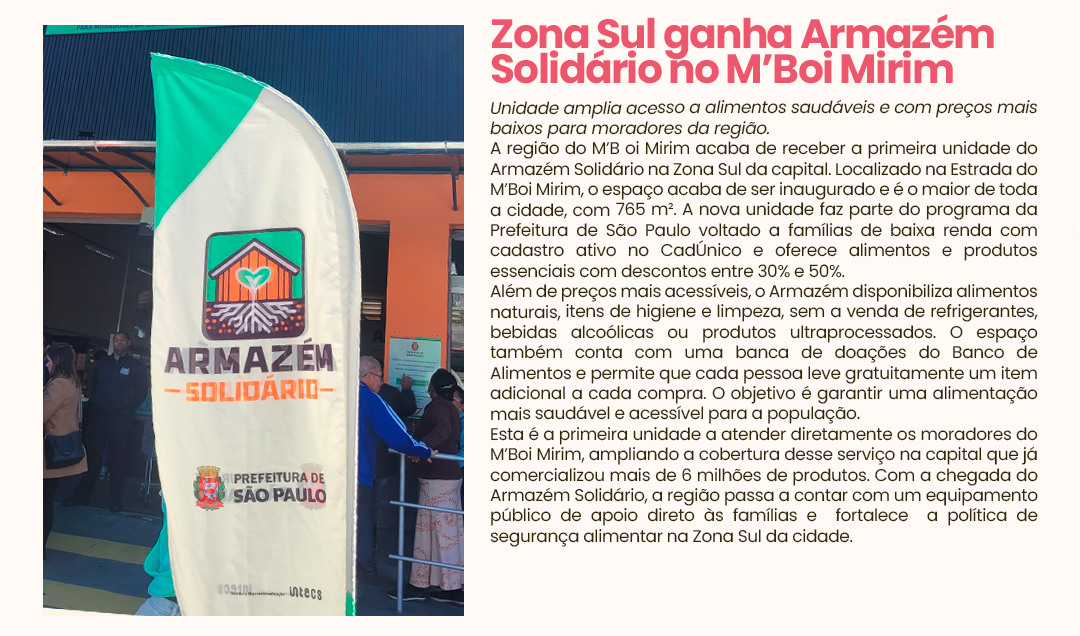 Zona Sul ganha Armazém
Solidário no M’Boi Mirim
Unidade amplia acesso a alimentos saudáveis e com preços mais
baixos para moradores da região.
A região do M’B oi Mirim acaba de receber a primeira unidade do
Armazém Solidário na Zona Sul da capital. Localizado na Estrada do
M’Boi Mirim, o espaço acaba de ser inaugurado e é o maior de toda
a cidade, com 765 m². A nova unidade faz parte do programa da
Prefeitura de São Paulo voltado a famílias de baixa renda com
cadastro ativo no CadÚnico e oferece alimentos e produtos
essenciais com descontos entre 30% e 50%.
Além de preços mais acessíveis, o Armazém disponibiliza alimentos
naturais, itens de higiene e limpeza, sem a venda de refrigerantes,
bebidas alcoólicas ou produtos ultraprocessados. O espaço
também conta com uma banca de doações do Banco de
Alimentos e permite que cada pessoa leve gratuitamente um item
adicional a cada compra. O objetivo é garantir uma alimentação
mais saudável e acessível para a população.
Esta é a primeira unidade a atender diretamente os moradores do
M’Boi Mirim, ampliando a cobertura desse serviço na capital que já
comercializou mais de 6 milhões de produtos. Com a chegada do
Armazém Solidário, a região passa a contar com um equipamento
público de apoio direto às famílias e fortalece a política de
segurança alimentar na Zona Sul da cidade.
ARMAZÉM
SOLIDÁRIO
PREFEITURA DE
SÃO PAULO
intecs